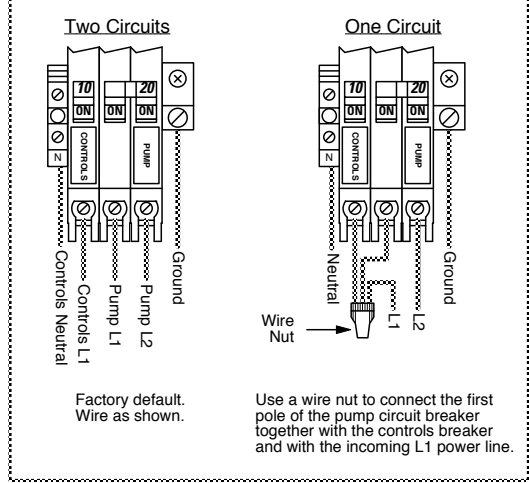 Two Circuits
10
20
ON
ON
ON
N
CONTROLS
PUMP
Controls Neutral
Controls L1
Pump L1
Pump L2
Ground
Factory default.
Wire as shown.
One Circuit
10
20
ON
ON
ON
N
CONTROLS
PUMP
Neutral
L1
L2
Ground
Wire
Nut
Use a wire nut to connect the first
pole of the pump circuit breaker
together with the controls breaker
and with the incoming L1 power line.